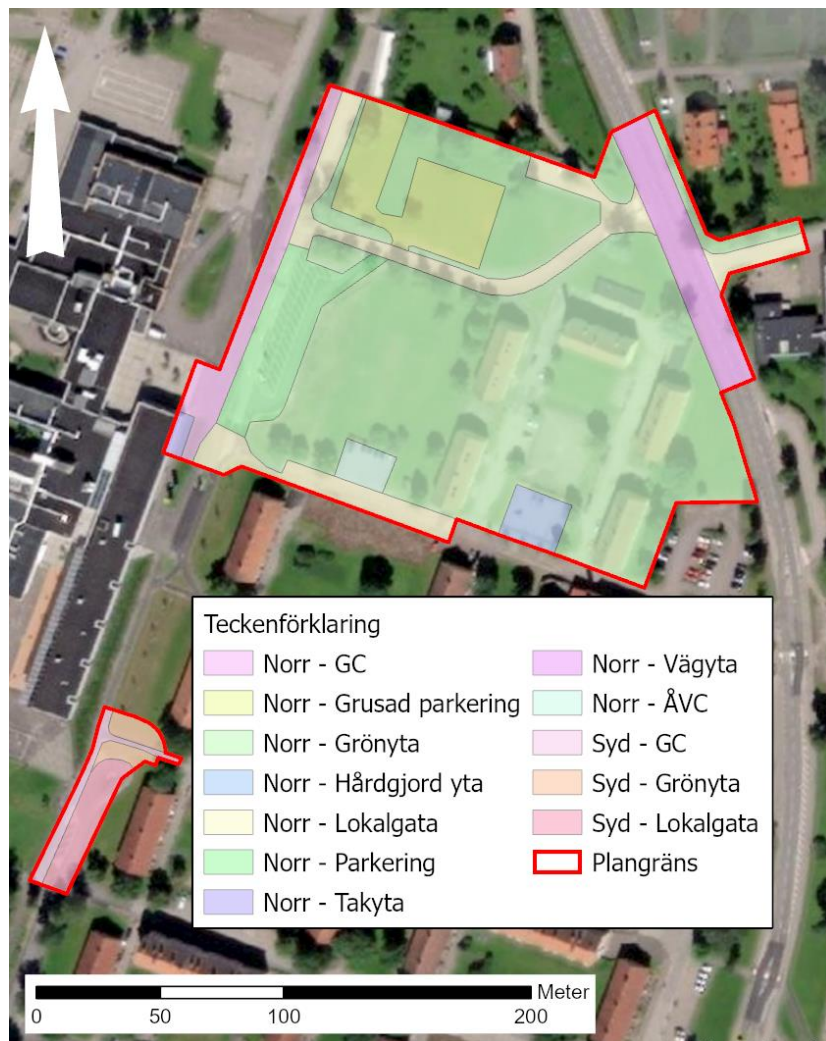 Teckenförklaring
Norr - GC
Norr - Grusad parkering
Norr - Grönyta
Norr - Hårdgjord yta
Norr - Lokalgata
Norr - Parkering
Norr - Takyta
Norr - Vägyta
Norr - ÅVC
Syd - GC
Syd - Grönyta
Syd - Lokalgata
Plangräns
Meter
0 50 100 200